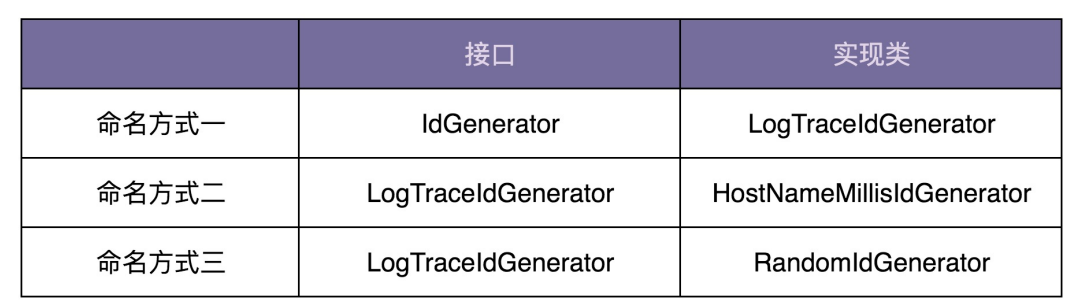 接口 实现类
命名方式一 IdGenerator LogTraceIdGenerator
命名方式二 LogTraceIdGenerator HostNameMillisIdGenerator
命名方式三 LogTraceIdGenerator RandomIdGenerator